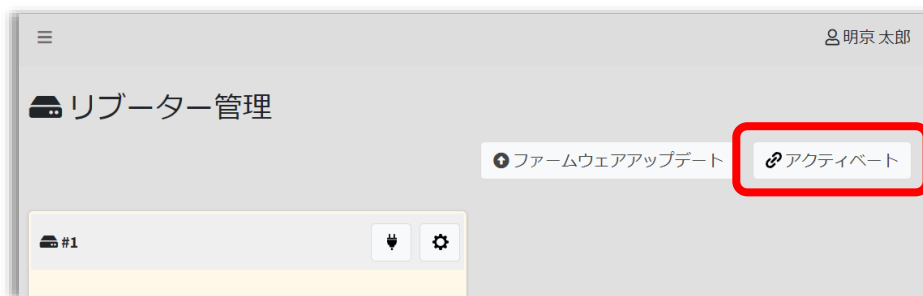 明京 太郎
リブーター管理
ファームウェアアップデート
アクティベート
#1